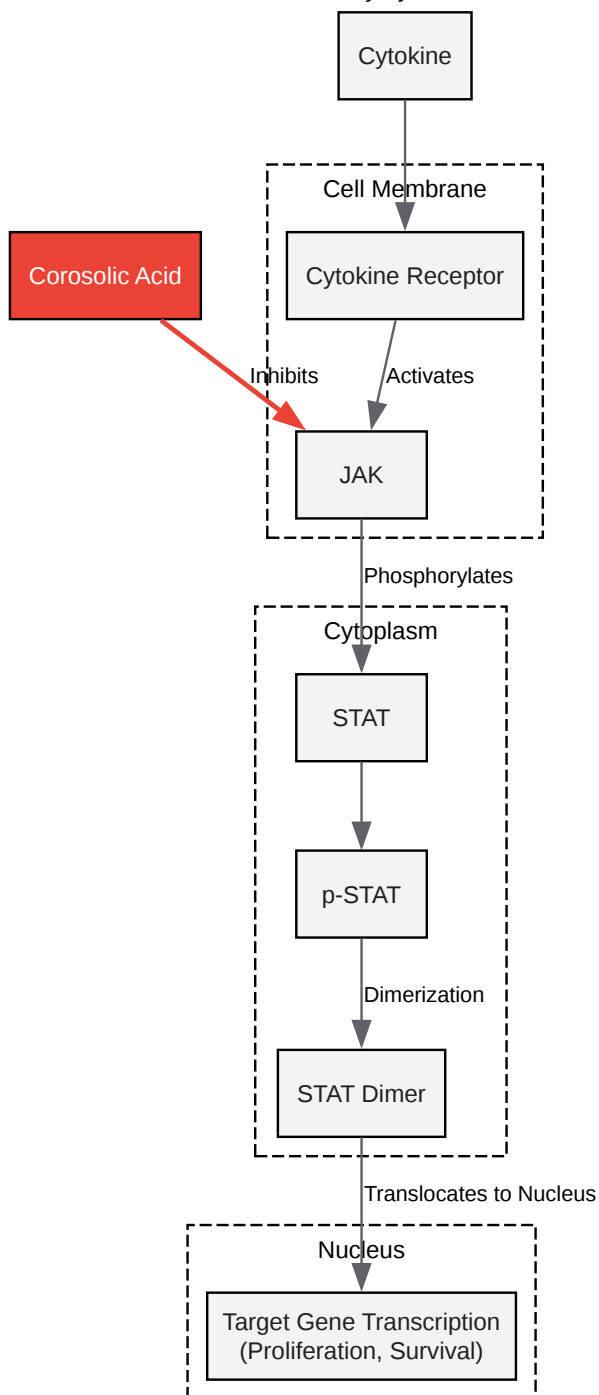 Cytokine
Cell Membrane
Corosolic Acid
Cytokine Receptor
Inhibits
Activates
JAK
Phosphorylates
Cytoplasm
STAT
p-STAT
Dimerization
STAT Dimer
Translocates to Nucleus
Nucleus
Target Gene Transcription
(Proliferation, Survival)